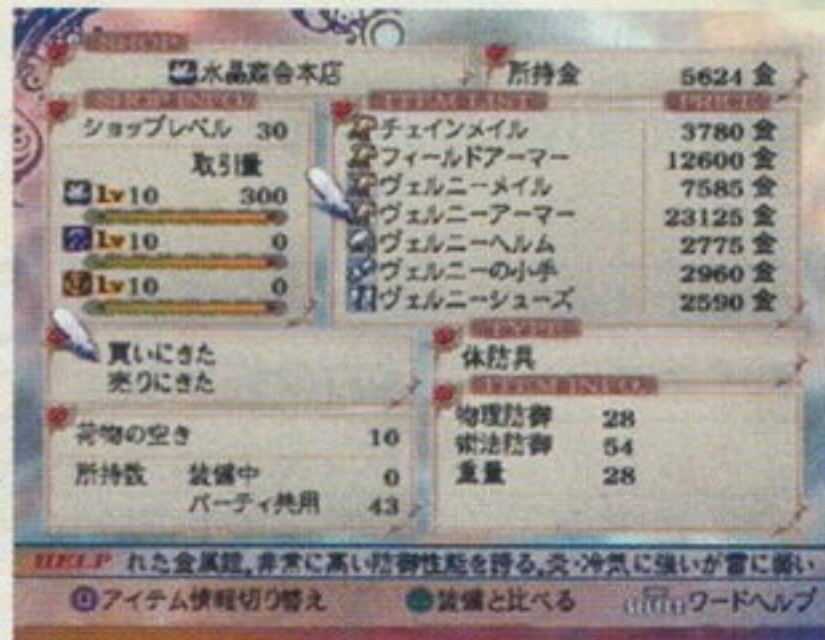 SHOP
水晶商会本店
所持金 5624 金
SHOP INFO.
ショップレベル 30
取引量
Lv10 300
Lv10 0
Lv10 0
ITEM LIST PRICE
チェインメイル 3780 金
フィールドアーマー 12600 金
ヴェルニーメイル 7585 金
ヴェルニーアーマー 23125 金
ヴェルニーヘルム 2775 金
ヴェルニーの小手 2960 金
ヴェルニーシューズ 2590 金
買いにきた
売りにきた
TYPE
体防具
荷物の空き 16
所持数 装備中 0
パーティ共用 43
ITEM INFO.
物理防御 28
術法防御 54
重量 28
HELP れた金属鎧,非常に高い防御性能を誇る,炎・冷気に強いが雷に弱い
アイテム情報切り替え 装備と比べる ワードヘルプ